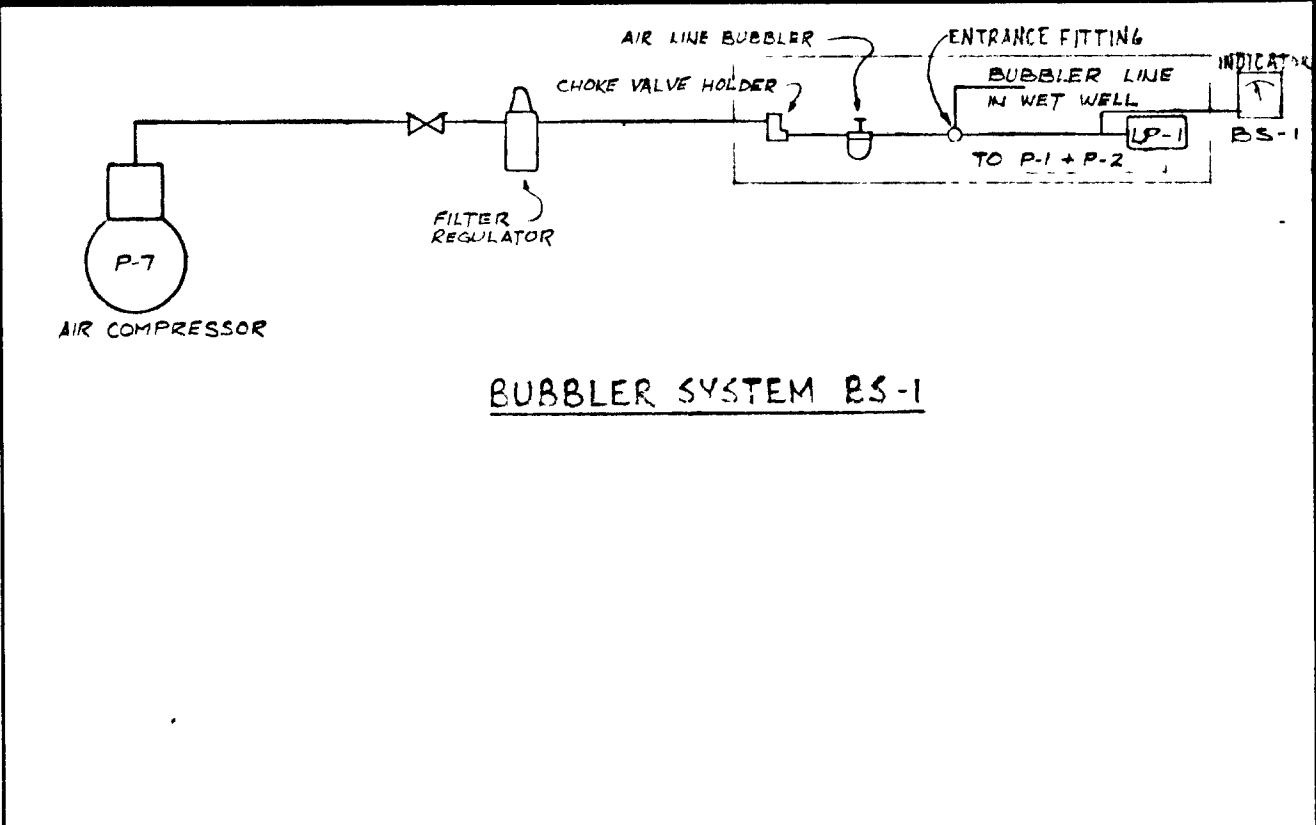 AIR LINE BUBBLER
ENTRANCE FITTING
INDICATOR
CHOKE VALVE HOLDER
BUBBLER LINE
IN WET WELL
LP-1
BS-1
TO P-1 + P-2
FILTER
REGULATOR
P-7
AIR COMPRESSOR
BUBBLER SYSTEM BS-1